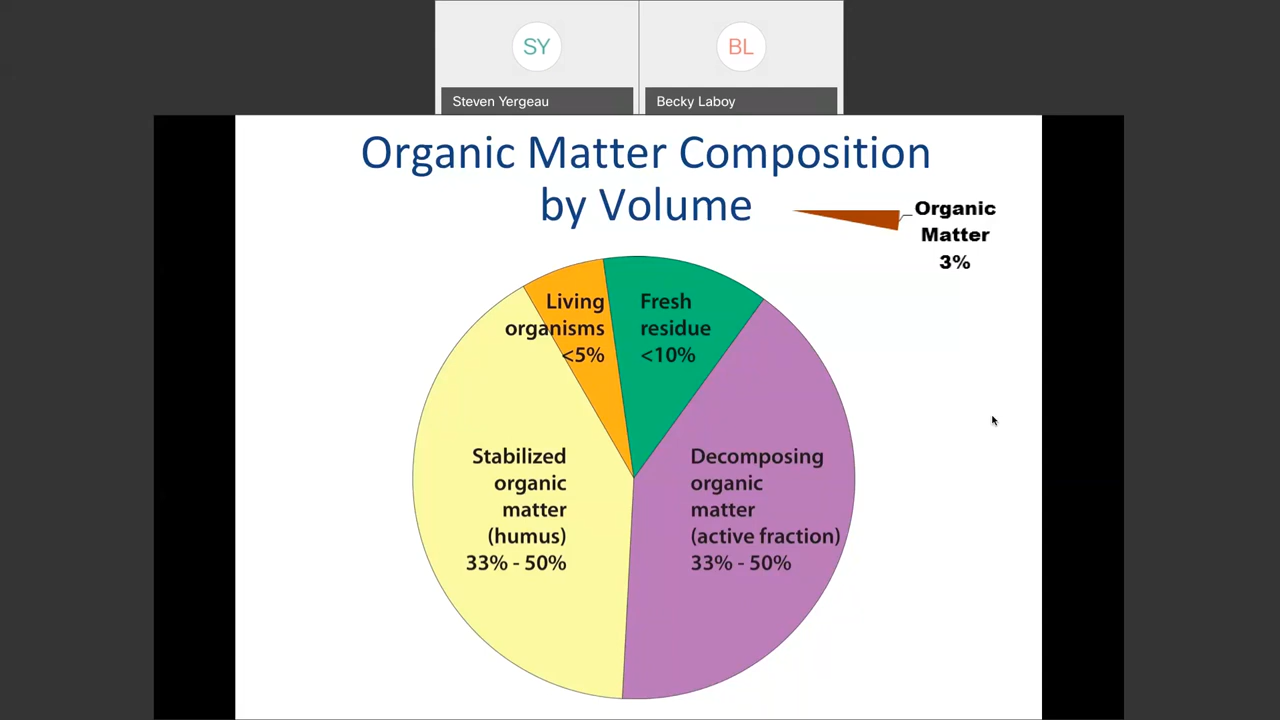 SY
BL
Steven Yergeau
Becky Laboy
Organic Matter Composition
by Volume
Organic
Matter
3%
Living
organisms
<5%
Fresh
residue
<10%
Stabilized
organic
matter
(humus)
33% - 50%
Decomposing
organic
matter
(active fraction)
33% - 50%